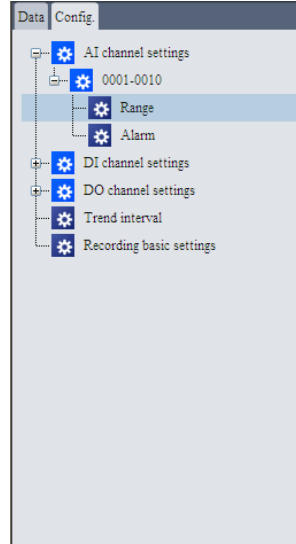 Data Config.
AI channel settings
0001-0010
Range
Alarm
DI channel settings
DO channel settings
Trend interval
Recording basic settings